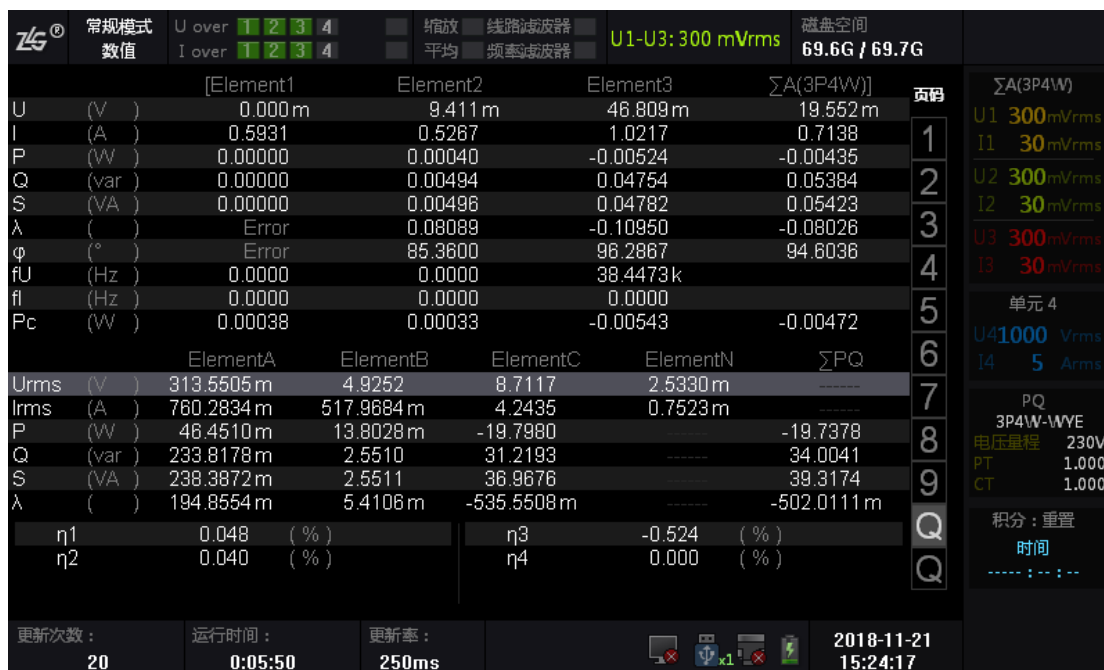 ZLG®
常规模式
数值
U over 1 2 3 4
I over 1 2 3 4
缩放 线路滤波器
平均 频率滤波器
U1-U3: 300 mVrms
磁盘空间
69.6G / 69.7G
[Element1 Element2 Element3 ∑A(3P4W)]
U (V ) 0.000m 9.411m 46.809m 19.552m
I (A ) 0.5931 0.5267 1.0217 0.7138
P (W ) 0.00000 0.00040 -0.00524 -0.00435
Q (var ) 0.00000 0.00494 0.04754 0.05384
S (VA ) 0.00000 0.00496 0.04782 0.05423
λ ( ) Error 0.08089 -0.10950 -0.08026
φ (° ) Error 85.3600 96.2867 94.6036
fU (Hz ) 0.0000 0.0000 38.4473k
fI (Hz ) 0.0000 0.0000 0.0000
Pc (W ) 0.00038 0.00033 -0.00543 -0.00472
ElementA ElementB ElementC ElementN ∑PQ
Urms (V ) 313.5505m 4.9252 8.7117 2.5330m ------
Irms (A ) 760.2834m 517.9684m 4.2435 0.7523m ------
P (W ) 46.4510m 13.8028m -19.7980 ------ -19.7378
Q (var ) 233.8178m 2.5510 31.2193 ------ 34.0041
S (VA ) 238.3872m 2.5511 36.9676 ------ 39.3174
λ ( ) 194.8554m 5.4106m -535.5508m ------ -502.0111m
η1 0.048 ( % ) η3 -0.524 ( % )
η2 0.040 ( % ) η4 0.000 ( % )
页码
1
2
3
4
5
6
7
8
9
Q
Q
∑A(3P4W)
U1 300mVrms
I1 30mVrms
U2 300mVrms
I2 30mVrms
U3 300mVrms
I3 30mVrms
单元 4
U4 1000 Vrms
I4 5 Arms
PQ
3P4W-WYE
电压量程 230V
PT 1.000
CT 1.000
积分：重置
时间
----- : -- : --
更新次数：
20
运行时间：
0:05:50
更新率：
250ms
x1
2018-11-21
15:24:17